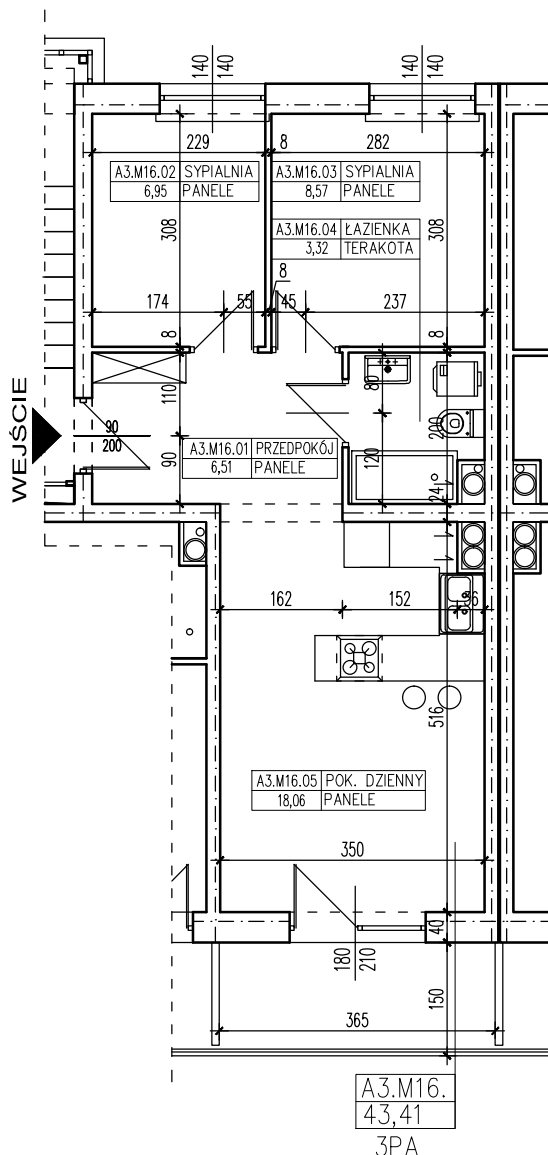 140
140
140
140
229
8
282
A3.M16.02 SYPIALNIA
6,95 PANELE
A3.M16.03 SYPIALNIA
8,57 PANELE
A3.M16.04 ŁAZIENKA
3,32 TERAKOTA
308
308
8
174
55
45
237
8
8
WEJŚCIE
90
200
110
90
80
200
120
24
A3.M16.01 PRZEDPOKÓJ
6,51 PANELE
162
152
516
A3.M16.05 POK. DZIENNY
18,06 PANELE
350
40
180
210
150
365
A3.M16.
43,41
3PA